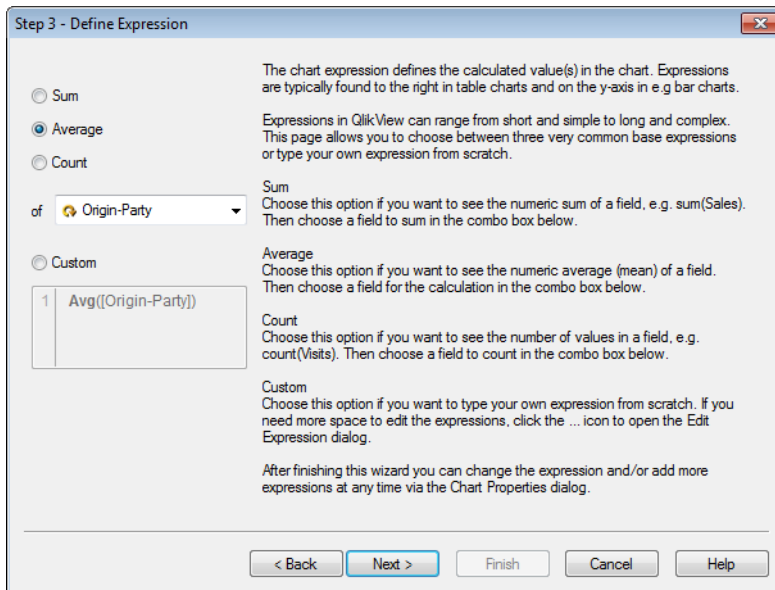 Step 3 - Define Expression
Sum
Average
Count
of Origin-Party
Custom
1 Avg([Origin-Party])
The chart expression defines the calculated value(s) in the chart. Expressions
are typically found to the right in table charts and on the y-axis in e.g bar charts.
Expressions in QlikView can range from short and simple to long and complex.
This page allows you to choose between three very common base expressions
or type your own expression from scratch.
Sum
Choose this option if you want to see the numeric sum of a field, e.g. sum(Sales).
Then choose a field to sum in the combo box below.
Average
Choose this option if you want to see the numeric average (mean) of a field.
Then choose a field for the calculation in the combo box below.
Count
Choose this option if you want to see the number of values in a field, e.g.
count(Visits). Then choose a field to count in the combo box below.
Custom
Choose this option if you want to type your own expression from scratch. If you
need more space to edit the expressions, click the ... icon to open the Edit
Expression dialog.
After finishing this wizard you can change the expression and/or add more
expressions at any time via the Chart Properties dialog.
< Back Next > Finish Cancel Help